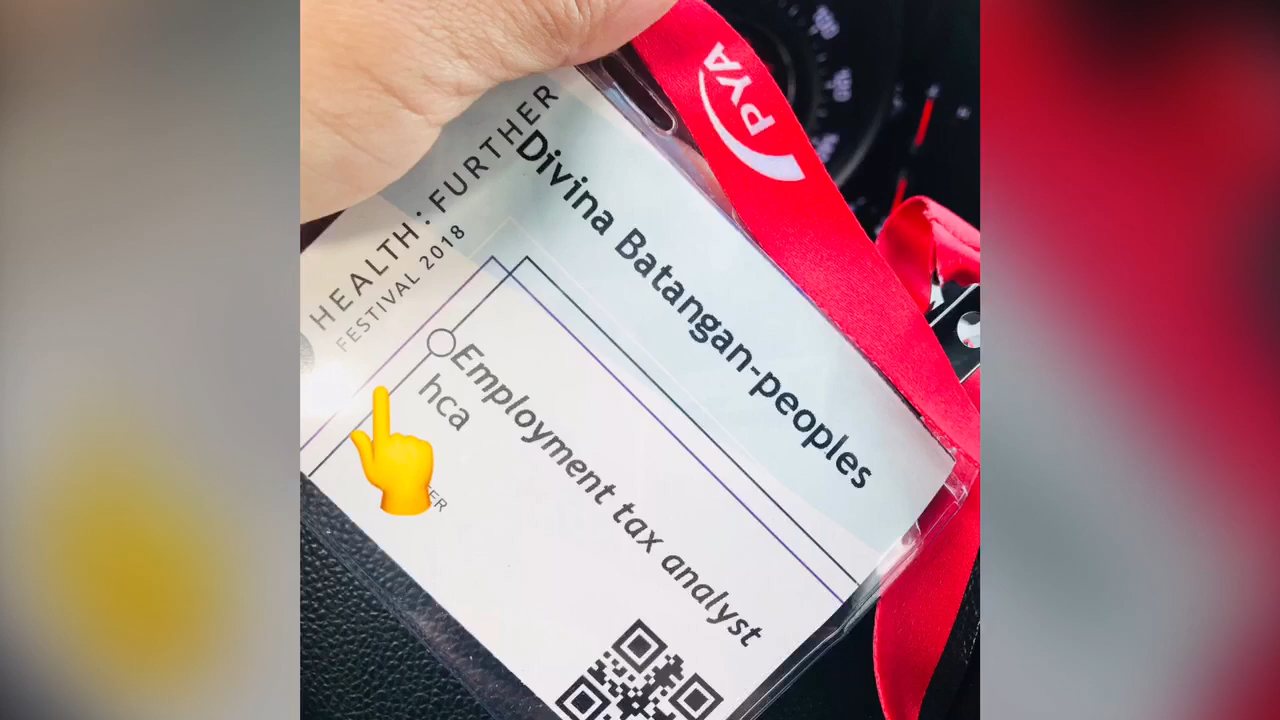 PYA
HEALTH : FURTHER
FESTIVAL 2018
Divina Batangan-peoples
Employment tax analyst
hca